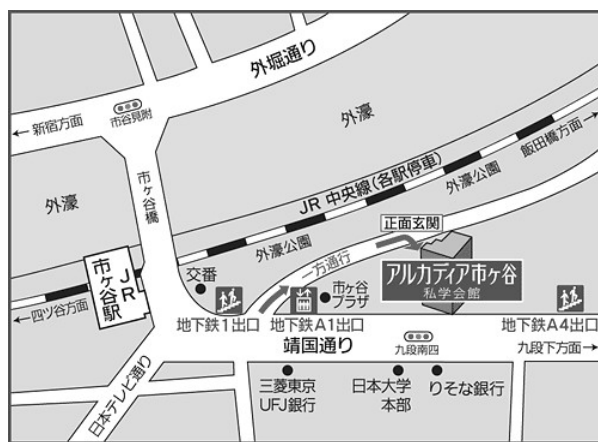 外堀通り
←新宿方面
市谷見附
外濠
飯田橋方面→
外濠
市ヶ谷橋
JR 中央線(各駅停車)
外濠公園
正面玄関
外濠公園
一方通行
アルカディア市ヶ谷
私学会館
JR
市ヶ谷駅
交番
市ヶ谷
プラザ
←四ツ谷方面
地下鉄1出口
地下鉄A1出口
地下鉄A4出口
靖国通り
九段南四
九段下方面→
日本テレビ通り
三菱東京
UFJ銀行
日本大学
本部
りそな銀行